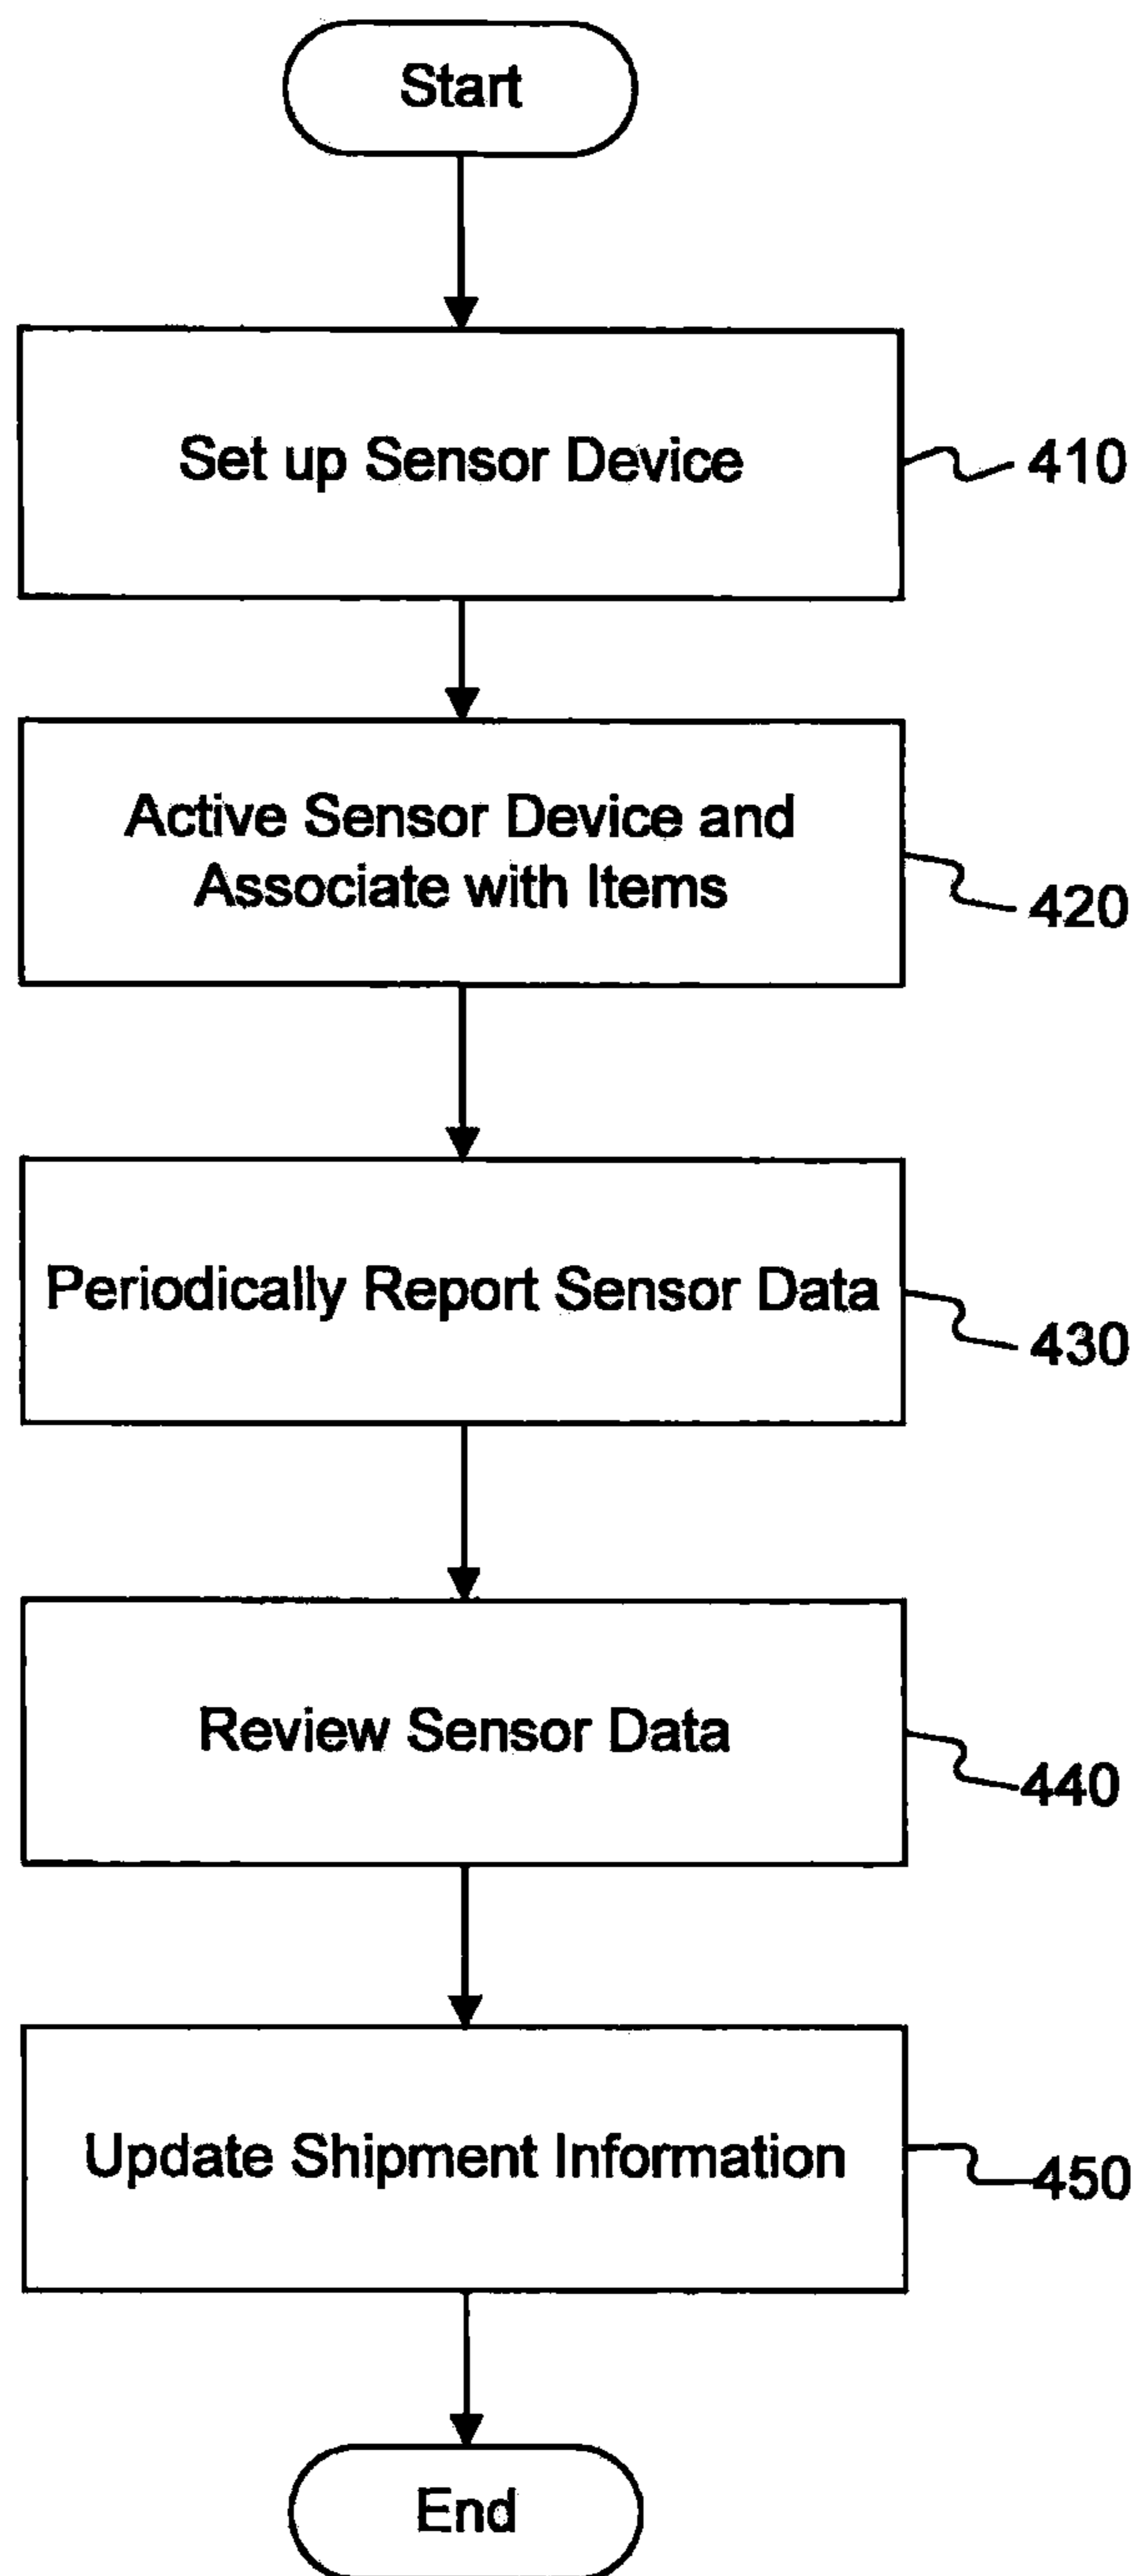 Start
Set up Sensor Device
410
Active Sensor Device and
Associate with Items
420
Periodically Report Sensor Data
430
Review Sensor Data
440
Update Shipment Information
450
End